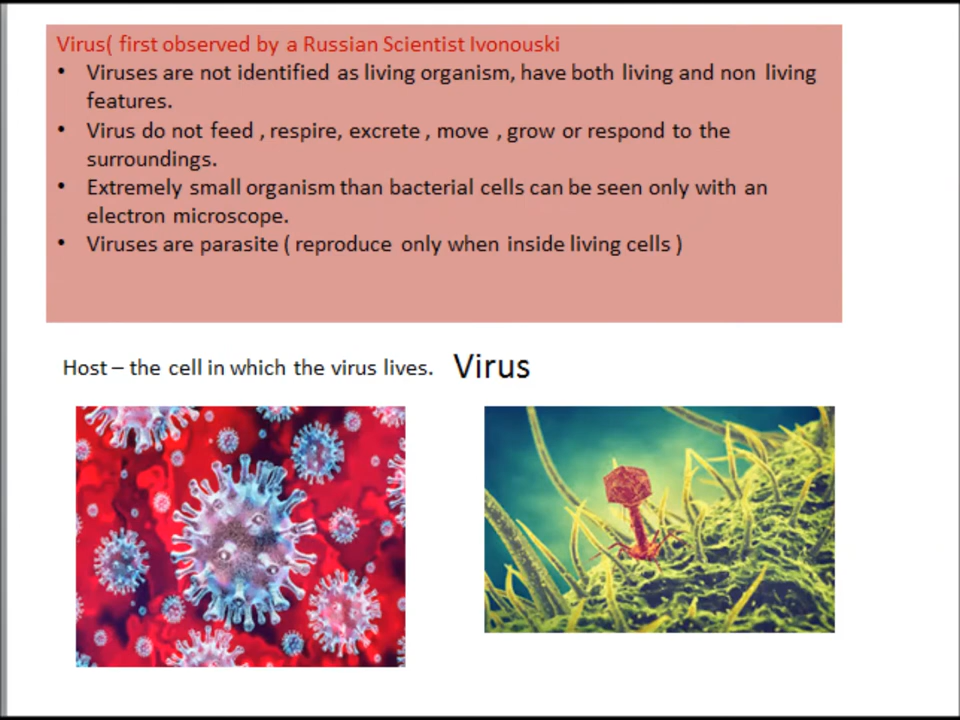 Virus( first observed by a Russian Scientist Ivonouski
• Viruses are not identified as living organism, have both living and non living
features.
• Virus do not feed , respire, excrete , move , grow or respond to the
surroundings.
• Extremely small organism than bacterial cells can be seen only with an
electron microscope.
• Viruses are parasite ( reproduce only when inside living cells )
Host – the cell in which the virus lives. Virus